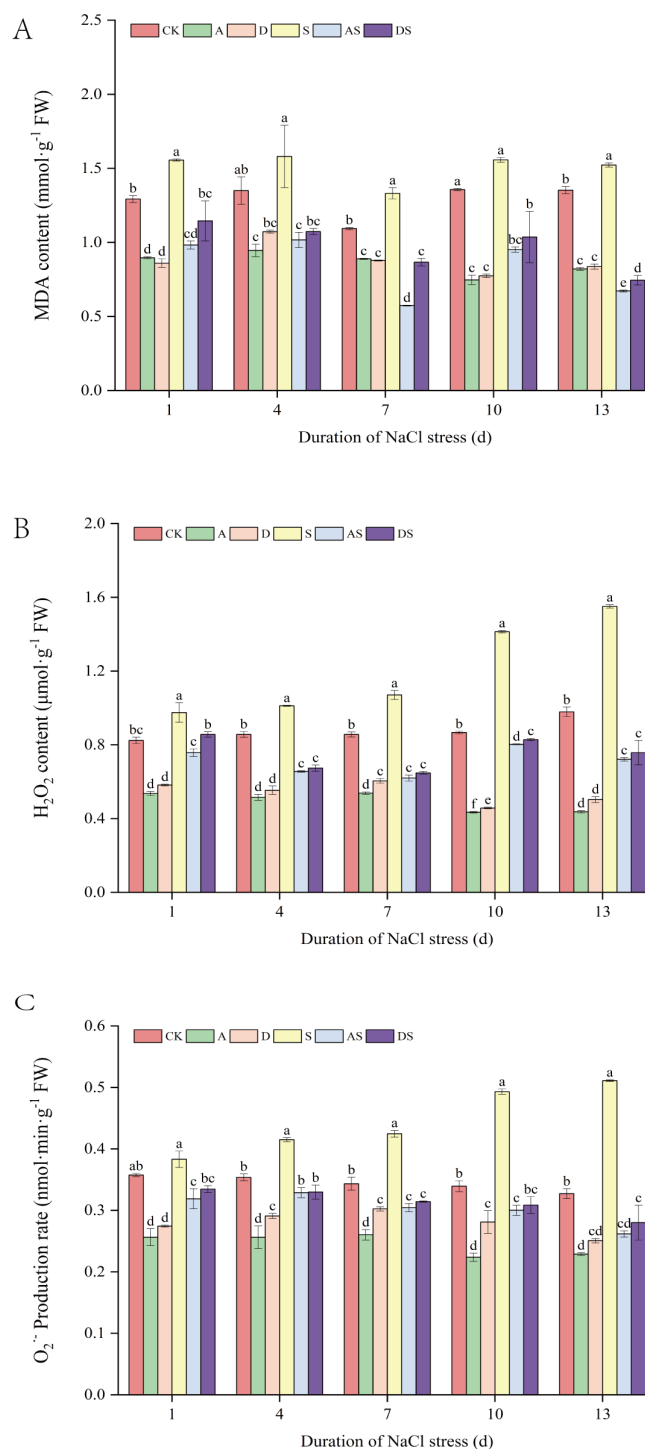 A
MDA content (mmol·g⁻¹ FW)
CK A D S AS DS
2.5
2.0
1.5
1.0
0.5
0.0
b d d a cd bc
ab c bc a c bc
b c c a d c
a c c a bc b
b c c a e d
1 4 7 10 13
Duration of NaCl stress (d)
B
H₂O₂ content (μmol·g⁻¹ FW)
CK A D S AS DS
2.0
1.6
1.2
0.8
0.4
0.0
bc d d a c b
b d d a c c
b d c a c c
b f e a d c
b d d a c c
1 4 7 10 13
Duration of NaCl stress (d)
C
O₂·⁻ Production rate (nmol·min·g⁻¹ FW)
CK A D S AS DS
0.6
0.5
0.4
0.3
0.2
0.1
0.0
ab d d a c bc
b d c a b b
b d c a c c
b d c a c bc
b d cd a cd c
1 4 7 10 13
Duration of NaCl stress (d)